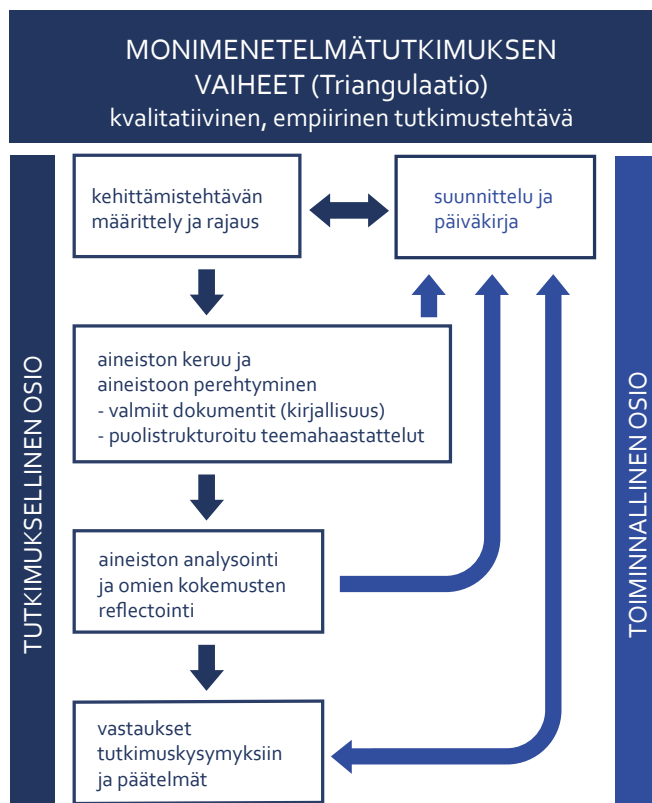 MONIMENETELMÄTUTKIMUKSEN
VAIHEET (Triangulaatio)
kvalitatiivinen, empiirinen tutkimustehtävä
TUTKIMUKSELLINEN OSIO
kehittämistehtävän
määrittely ja rajaus
suunnittelu ja
päiväkirja
aineiston keruu ja
aineistoon perehtyminen
- valmiit dokumentit (kirjallisuus)
- puolistrukturoitu teemahaastattelut
aineiston analysointi
ja omien kokemusten
reflectointi
vastaukset
tutkimuskysymyksiin
ja päätelmät
TOIMINNALLINEN OSIO